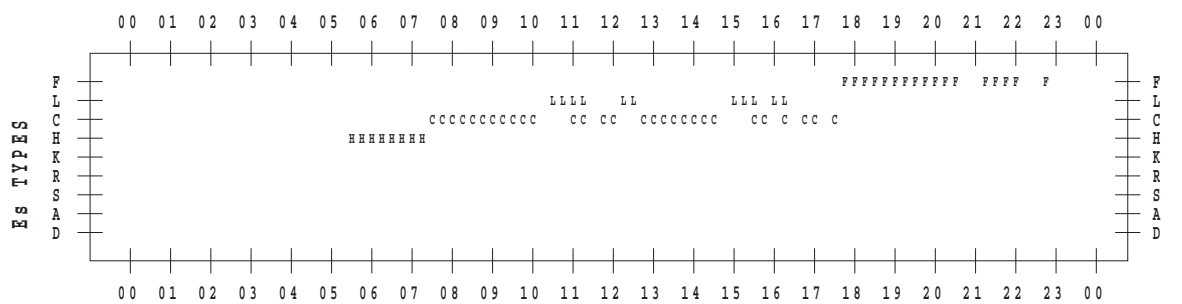 00 01 02 03 04 05 06 07 08 09 10 11 12 13 14 15 16 17 18 19 20 21 22 23 00
F FFFFFFFFFFFF FFFF F F
L LLLL LL LLL LL L
C CCCCCCCCCCC CC CC CCCCCCCC CC C CC C C
H HHHHHHHH H
K K
R R
S S
A A
D D
Es TYPES
00 01 02 03 04 05 06 07 08 09 10 11 12 13 14 15 16 17 18 19 20 21 22 23 00